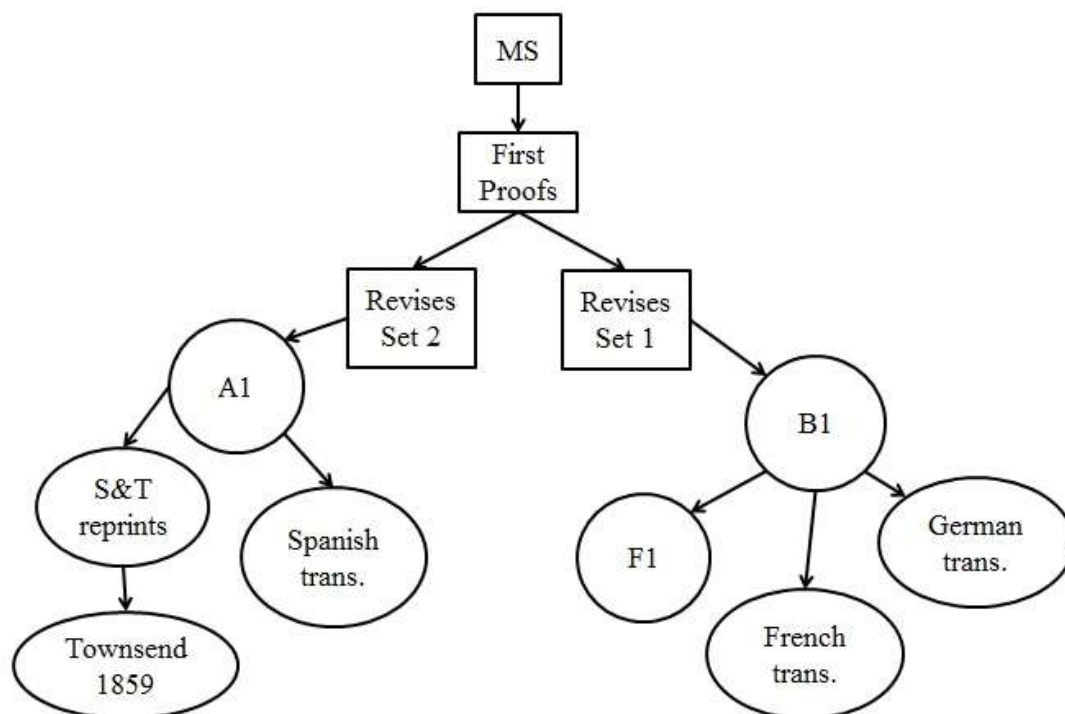 MS
First
Proofs
Revises
Set 2
Revises
Set 1
A1
B1
S&T
reprints
Spanish
trans.
F1
German
trans.
Townsend
1859
French
trans.